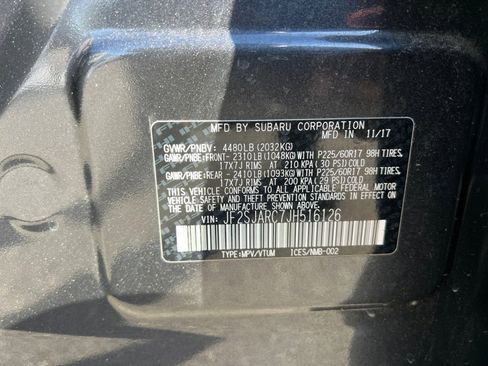 MFD BY SUBARU CORPORATION 11/17
MFD IN JAPAN
GVWR/PNBV: 4480LB (2032KG)
GAWR/PNBE: FRONT- 2310LB (1048KG) WITH P225/60R17 98H TIRES,
17X7J RIMS AT 210 KPA (30 PSI) COLD
GAWR/PNBE: REAR - 2410LB (1093KG) WITH P225/60R17 98H TIRES,
17X7J RIMS AT 200 KPA (29 PSI) COLD
THIS VEHICLE CONFORMS TO ALL APPLICABLE FEDERAL MOTOR
VEHICLE SAFETY STANDARDS IN EFFECT ON THE DATE OF
MANUFACTURE SHOWN ABOVE.
VIN: JF2SJARC7JH516126
TYPE:MPV/VTUM ICES/NMB-002